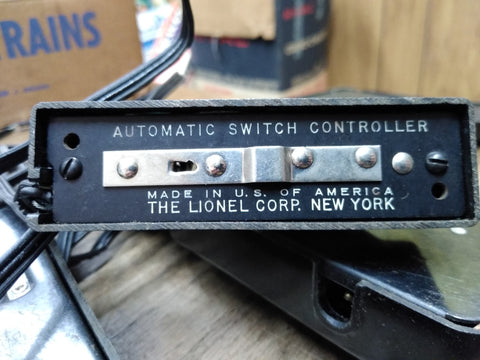 TRAINS
AUTOMATIC SWITCH CONTROLLER
MADE IN U.S. OF AMERICA
THE LIONEL CORP. NEW YORK